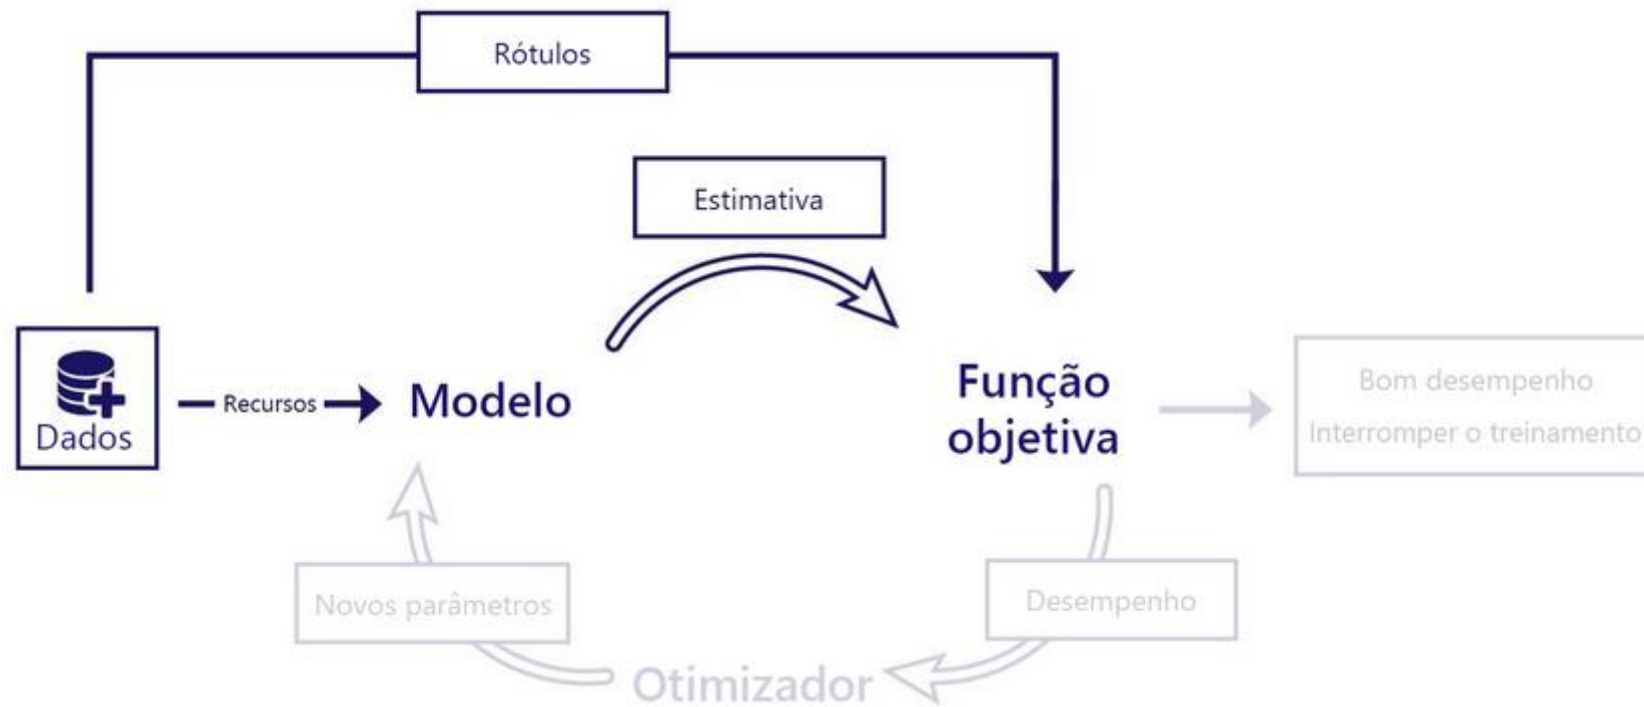 Rótulos
Estimativa
Dados
Recursos
Modelo
Função
objetiva
Bom desempenho
Interromper o treinamento
Novos parâmetros
Desempenho
Otimizador